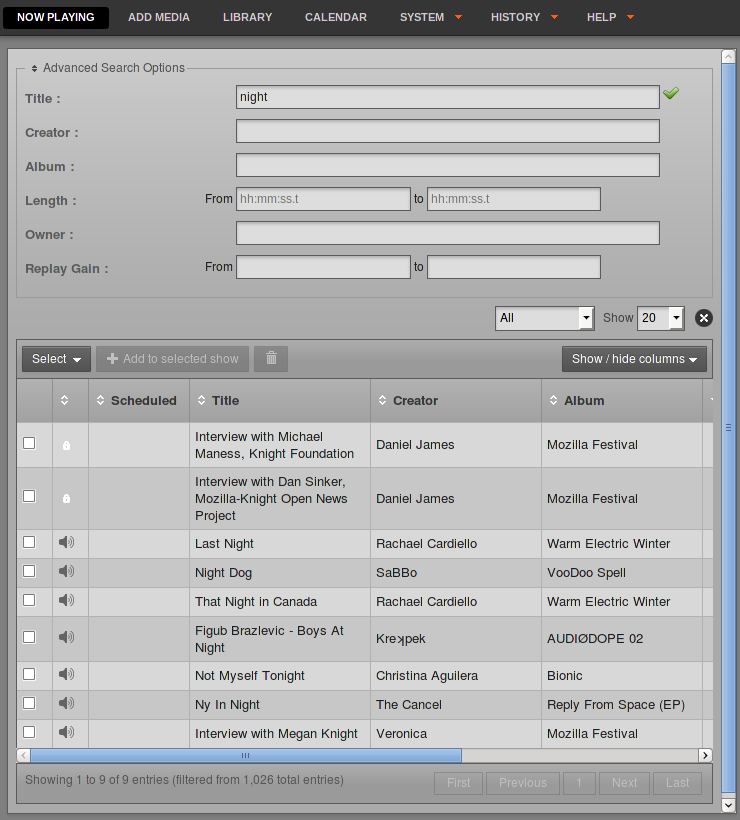 NOW PLAYING ADD MEDIA LIBRARY CALENDAR SYSTEM HISTORY HELP
Advanced Search Options
Title : night
Creator :
Album :
Length : From hh:mm:ss.t to hh:mm:ss.t
Owner :
Replay Gain : From to
All Show 20
Select Add to selected show Show / hide columns
Scheduled Title Creator Album
Interview with Michael
Maness, Knight Foundation Daniel James Mozilla Festival
Interview with Dan Sinker,
Mozilla-Knight Open News Daniel James Mozilla Festival
Project
Last Night Rachael Cardiello Warm Electric Winter
Night Dog SaBBo VooDoo Spell
That Night in Canada Rachael Cardiello Warm Electric Winter
Figub Brazlevic - Boys At
Night Kreʞpek AUDIØDOPE 02
Not Myself Tonight Christina Aguilera Bionic
Ny In Night The Cancel Reply From Space (EP)
Interview with Megan Knight Veronica Mozilla Festival
Showing 1 to 9 of 9 entries (filtered from 1,026 total entries) First Previous 1 Next Last